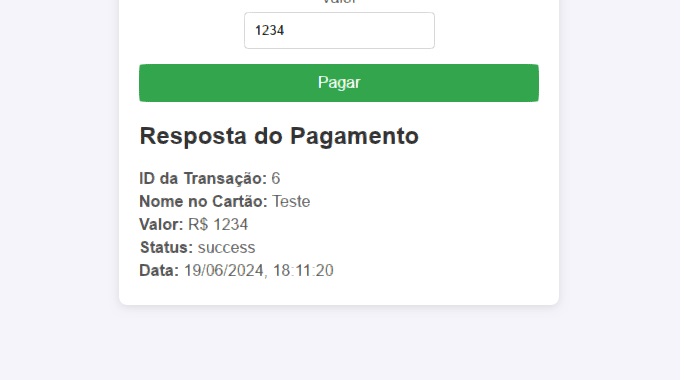 Valor
1234
Pagar
Resposta do Pagamento
ID da Transação: 6
Nome no Cartão: Teste
Valor: R$ 1234
Status: success
Data: 19/06/2024, 18:11:20